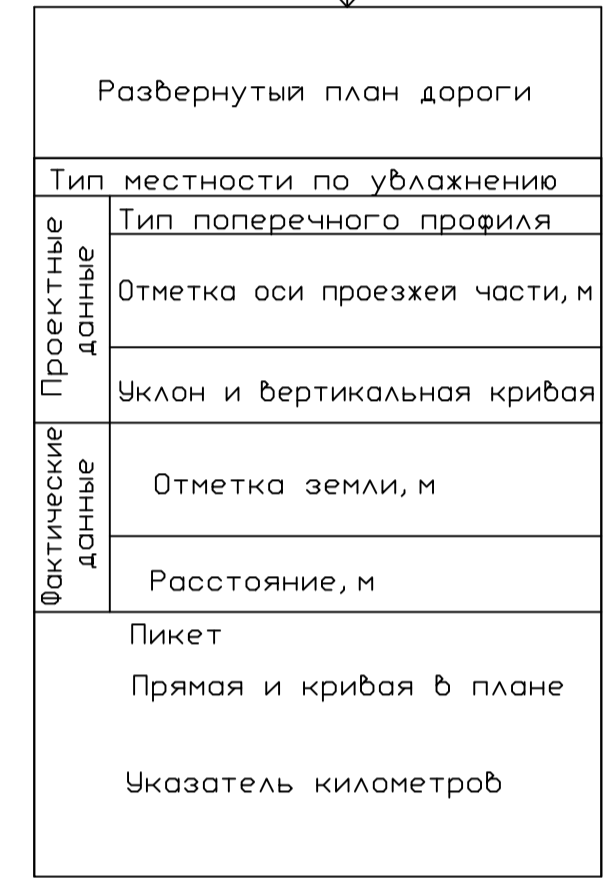 Развернутый план дороги
Тип местности по увлажнению
Проектные
данные
Тип поперечного профиля
Отметка оси проезжей части, м
Уклон и вертикальная кривая
Фактические
данные
Отметка земли, м
Расстояние, м
Пикет
Прямая и кривая в плане
Указатель километров